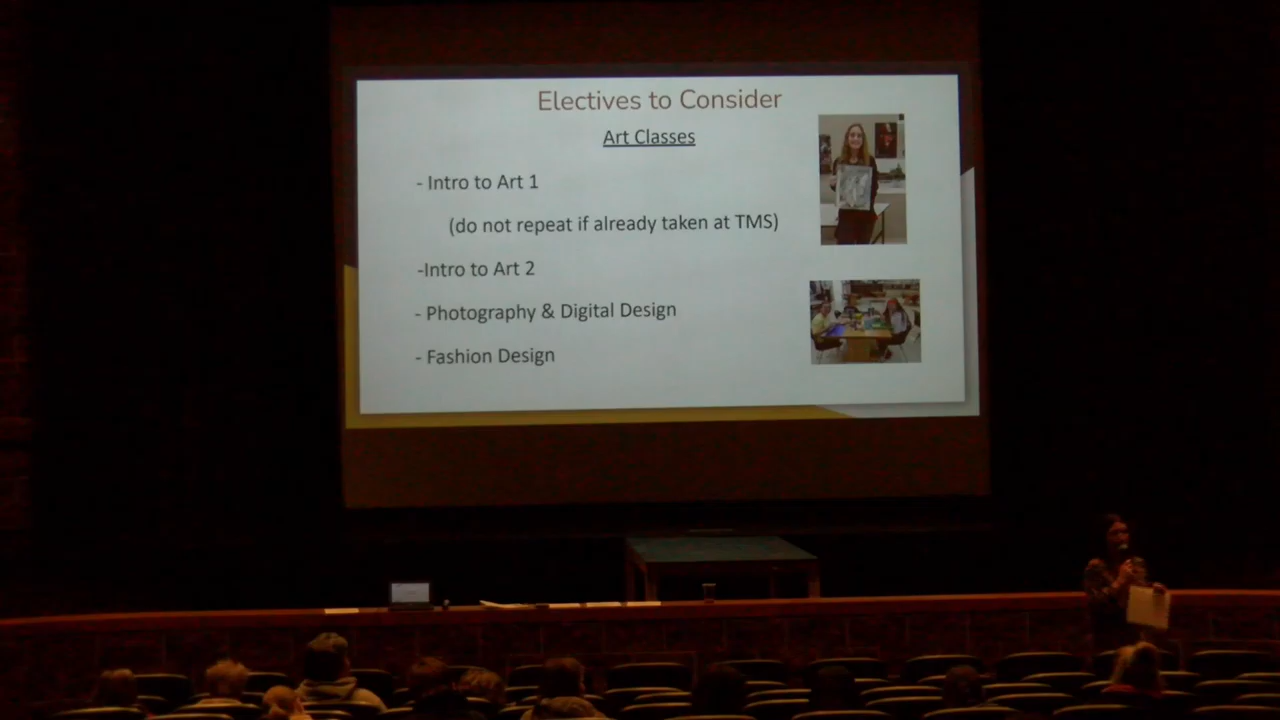 Electives to Consider
Art Classes
- Intro to Art 1
(do not repeat if already taken at TMS)
-Intro to Art 2
- Photography & Digital Design
- Fashion Design